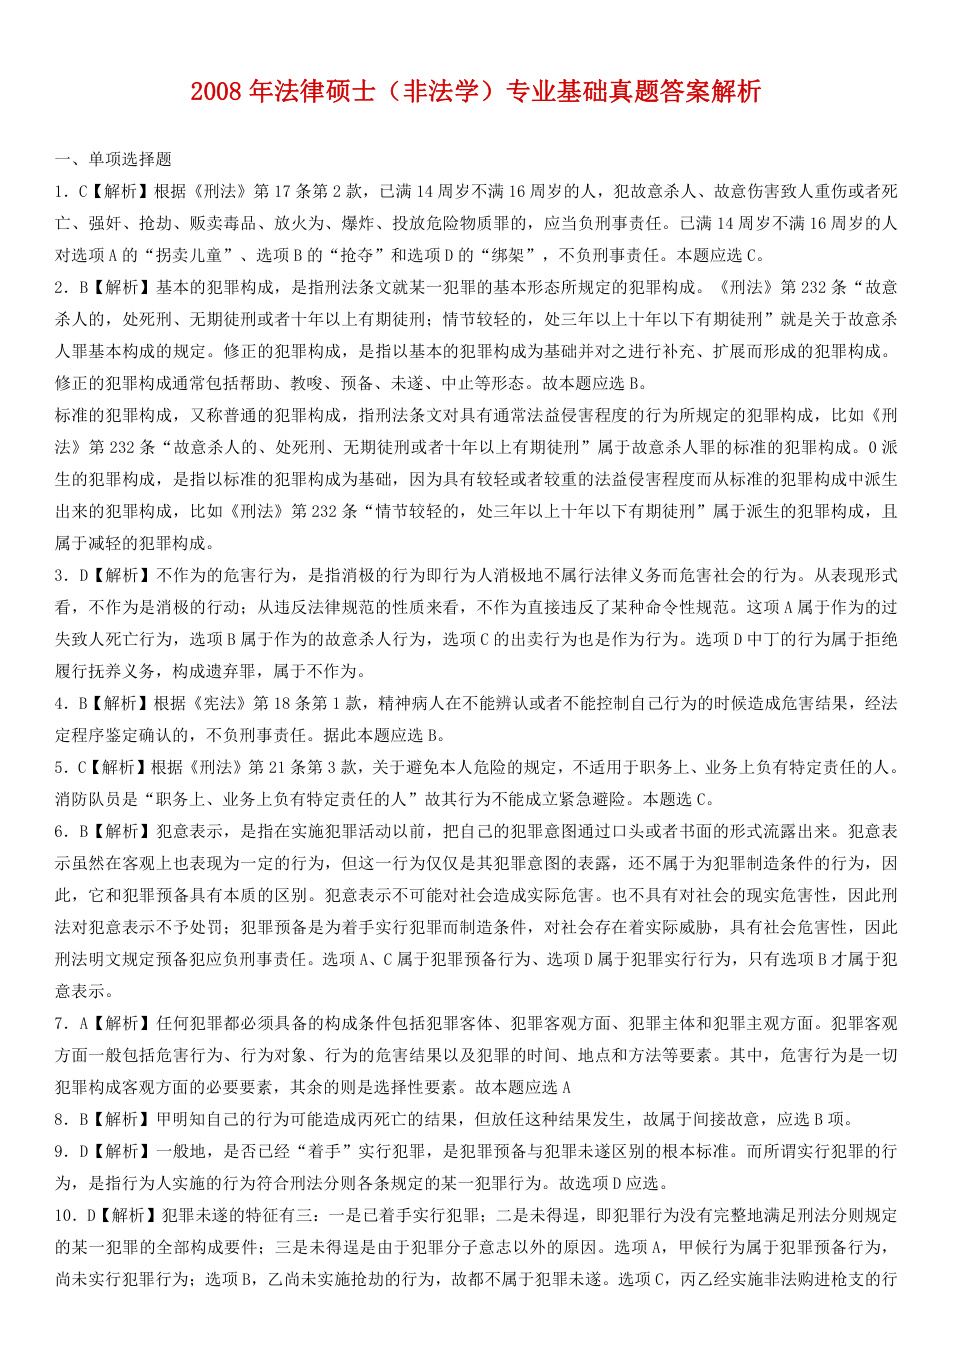 2008 年法律硕士（非法学）专业基础真题答案解析
一、单项选择题
1．C【解析】根据《刑法》第 17 条第 2 款，已满 14 周岁不满 16 周岁的人，犯故意杀人、故意伤害致人重伤或者死
亡、强奸、抢劫、贩卖毒品、放火为、爆炸、投放危险物质罪的，应当负刑事责任。已满 14 周岁不满 16 周岁的人
对选项 A 的“拐卖儿童”、选项 B 的“抢夺”和选项 D 的“绑架”，不负刑事责任。本题应选 C。
2．B【解析】基本的犯罪构成，是指刑法条文就某一犯罪的基本形态所规定的犯罪构成。《刑法》第 232 条“故意
杀人的，处死刑、无期徒刑或者十年以上有期徒刑；情节较轻的，处三年以上十年以下有期徒刑”就是关于故意杀
人罪基本构成的规定。修正的犯罪构成，是指以基本的犯罪构成为基础并对之进行补充、扩展而形成的犯罪构成。
修正的犯罪构成通常包括帮助、教唆、预备、未遂、中止等形态。故本题应选 B。
标准的犯罪构成，又称普通的犯罪构成，指刑法条文对具有通常法益侵害程度的行为所规定的犯罪构成，比如《刑
法》第 232 条“故意杀人的、处死刑、无期徒刑或者十年以上有期徒刑”属于故意杀人罪的标准的犯罪构成。0 派
生的犯罪构成，是指以标准的犯罪构成为基础，因为具有较轻或者较重的法益侵害程度而从标准的犯罪构成中派生
出来的犯罪构成，比如《刑法》第 232 条“情节较轻的，处三年以上十年以下有期徒刑”属于派生的犯罪构成，且
属于减轻的犯罪构成。
3．D【解析】不作为的危害行为，是指消极的行为即行为人消极地不属行法律义务而危害社会的行为。从表现形式
看，不作为是消极的行动；从违反法律规范的性质来看，不作为直接违反了某种命令性规范。这项 A 属于作为的过
失致人死亡行为，选项 B 属于作为的故意杀人行为，选项 C 的出卖行为也是作为行为。选项 D 中丁的行为属于拒绝
履行抚养义务，构成遗弃罪，属于不作为。
4．B【解析】根据《宪法》第 18 条第 1 款，精神病人在不能辨认或者不能控制自己行为的时候造成危害结果，经法
定程序鉴定确认的，不负刑事责任。据此本题应选 B。
5．C【解析】根据《刑法》第 21 条第 3 款，关于避免本人危险的规定，不适用于职务上、业务上负有特定责任的人。
消防队员是“职务上、业务上负有特定责任的人”故其行为不能成立紧急避险。本题选 C。
6．B【解析】犯意表示，是指在实施犯罪活动以前，把自己的犯罪意图通过口头或者书面的形式流露出来。犯意表
示虽然在客观上也表现为一定的行为，但这一行为仅仅是其犯罪意图的表露，还不属于为犯罪制造条件的行为，因
此，它和犯罪预备具有本质的区别。犯意表示不可能对社会造成实际危害。也不具有对社会的现实危害性，因此刑
法对犯意表示不予处罚；犯罪预备是为着手实行犯罪而制造条件，对社会存在着实际威胁，具有社会危害性，因此
刑法明文规定预备犯应负刑事责任。选项 A、C 属于犯罪预备行为、选项 D 属于犯罪实行行为，只有选项 B 才属于犯
意表示。
7．A【解析】任何犯罪都必须具备的构成条件包括犯罪客体、犯罪客观方面、犯罪主体和犯罪主观方面。犯罪客观
方面一般包括危害行为、行为对象、行为的危害结果以及犯罪的时间、地点和方法等要素。其中，危害行为是一切
犯罪构成客观方面的必要要素，其余的则是选择性要素。故本题应选 A
8．B【解析】甲明知自己的行为可能造成丙死亡的结果，但放任这种结果发生，故属于间接故意，应选 B 项。
9．D【解析】一般地，是否已经“着手”实行犯罪，是犯罪预备与犯罪未遂区别的根本标准。而所谓实行犯罪的行
为，是指行为人实施的行为符合刑法分则各条规定的某一犯罪行为。故选项 D 应选。
10．D【解析】犯罪未遂的特征有三：一是已着手实行犯罪；二是未得逞，即犯罪行为没有完整地满足刑法分则规定
的某一犯罪的全部构成要件；三是未得逞是由于犯罪分子意志以外的原因。选项 A，甲候行为属于犯罪预备行为，
尚未实行犯罪行为；选项 B，乙尚未实施抢劫的行为，故都不属于犯罪未遂。选项 C，丙乙经实施非法购进枪支的行